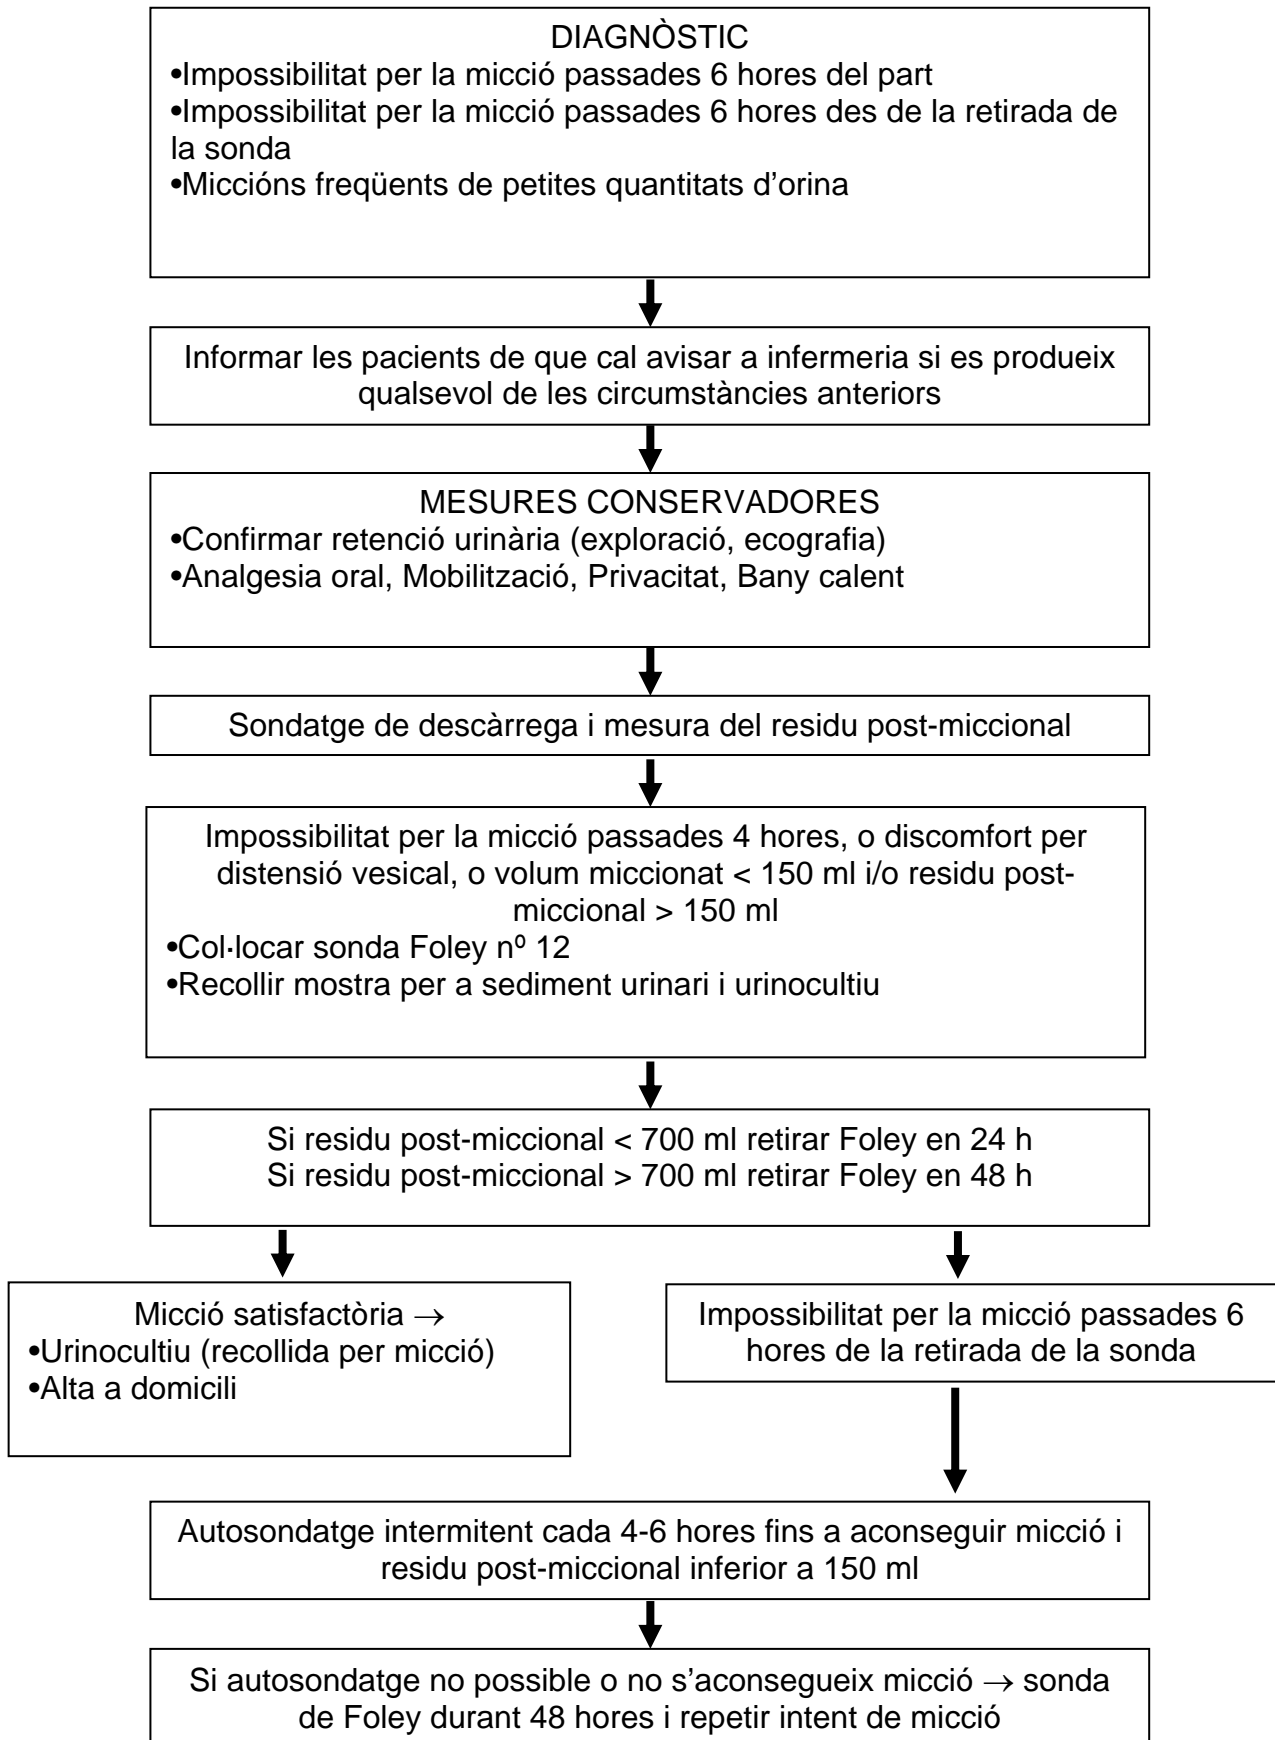 DIAGNÒSTIC
•Impossibilitat per la micció passades 6 hores del part
•Impossibilitat per la micció passades 6 hores des de la retirada de
la sonda
•Miccións freqüents de petites quantitats d’orina
Informar les pacients de que cal avisar a infermeria si es produeix
qualsevol de les circumstàncies anteriors
MESURES CONSERVADORES
•Confirmar retenció urinària (exploració, ecografia)
•Analgesia oral, Mobilització, Privacitat, Bany calent
Sondatge de descàrrega i mesura del residu post-miccional
Impossibilitat per la micció passades 4 hores, o discomfort per
distensió vesical, o volum miccionat < 150 ml i/o residu post-
miccional > 150 ml
•Col·locar sonda Foley nº 12
•Recollir mostra per a sediment urinari i urinocultiu
Si residu post-miccional < 700 ml retirar Foley en 24 h
Si residu post-miccional > 700 ml retirar Foley en 48 h
Micció satisfactòria →
•Urinocultiu (recollida per micció)
•Alta a domicili
Impossibilitat per la micció passades 6
hores de la retirada de la sonda
Autosondatge intermitent cada 4-6 hores fins a aconseguir micció i
residu post-miccional inferior a 150 ml
Si autosondatge no possible o no s’aconsegueix micció → sonda
de Foley durant 48 hores i repetir intent de micció